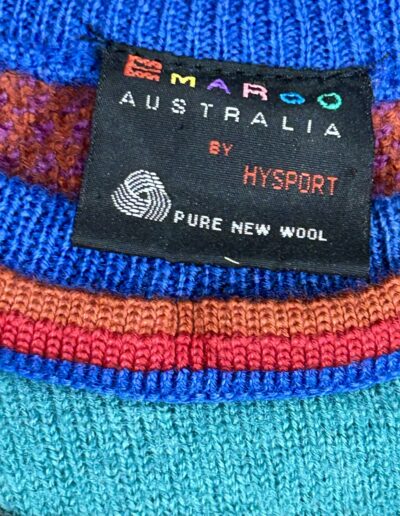 EMARCO
AUSTRALIA
BY
HYSPORT
PURE NEW WOOL